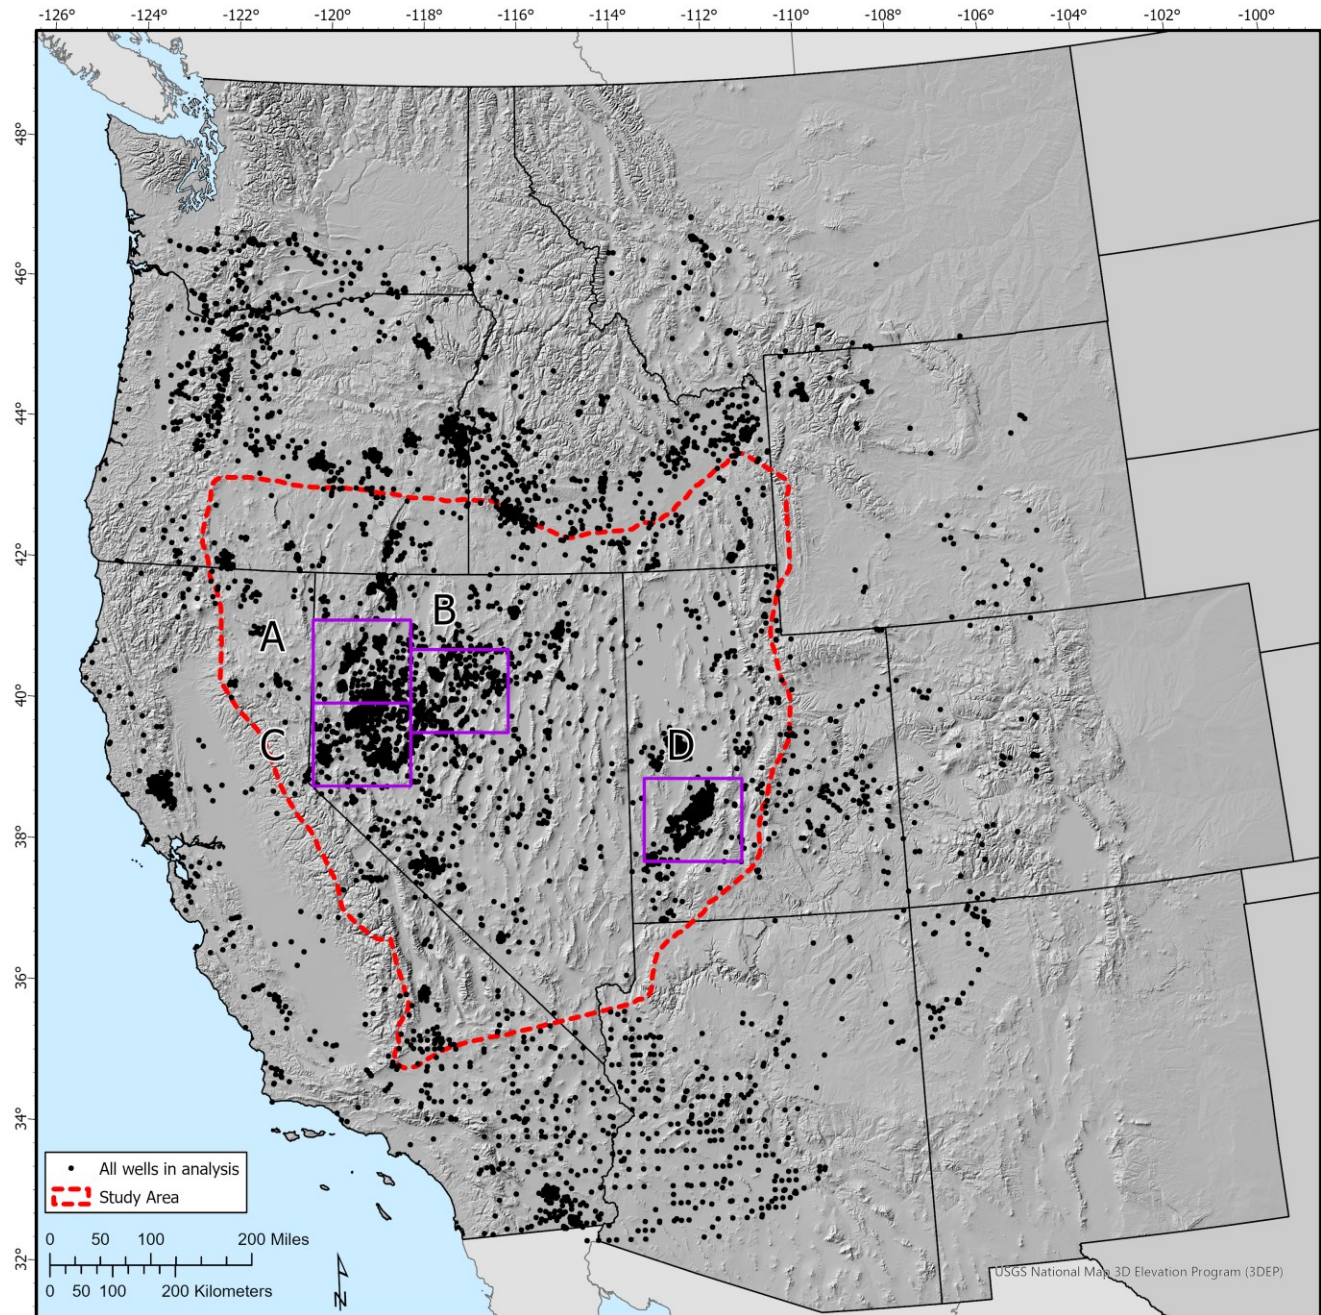 -126 -124 -122 -120 -118 -116 -114 -112 -110 -108 -106 -104 -102 -100
48°
46°
44°
42°
B
A
40°
C
D
38°
36°
34°
All wells in analysis
Study Area
0 50 100 200 Miles
32°
USGS National Map 3D Elevation Program (3DEP)
0 50 100 200 Kilometers
N